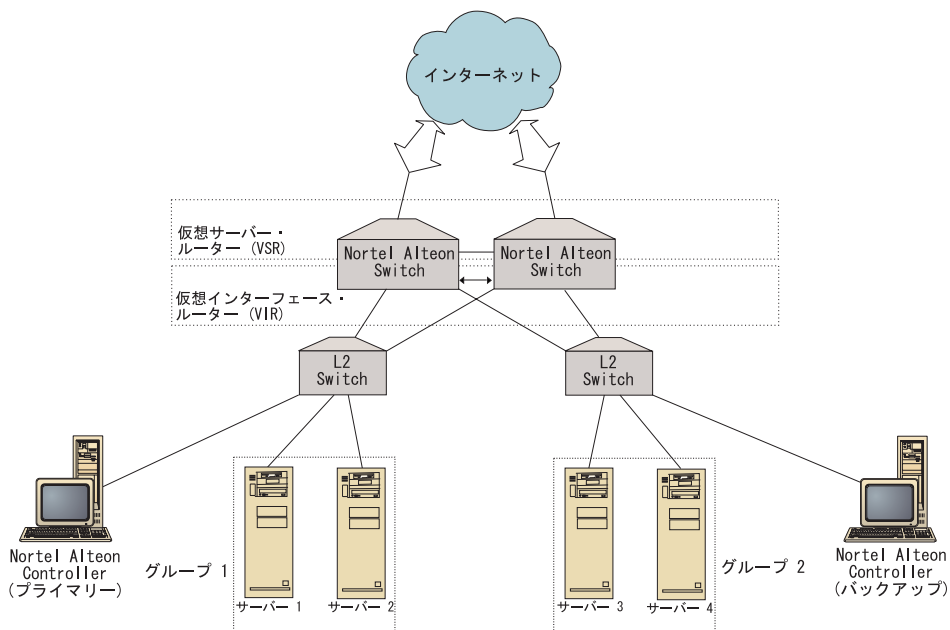 インターネット
仮想サーバー・
ルーター (VSR)
Nortel Alteon
Switch
Nortel Alteon
Switch
仮想インターフェース・
ルーター (VIR)
L2
Switch
L2
Switch
Nortel Alteon
Controller
(プライマリー)
グループ 1
サーバー 1
サーバー 2
サーバー 3
サーバー 4
グループ 2
Nortel Alteon
Controller
(バックアップ)